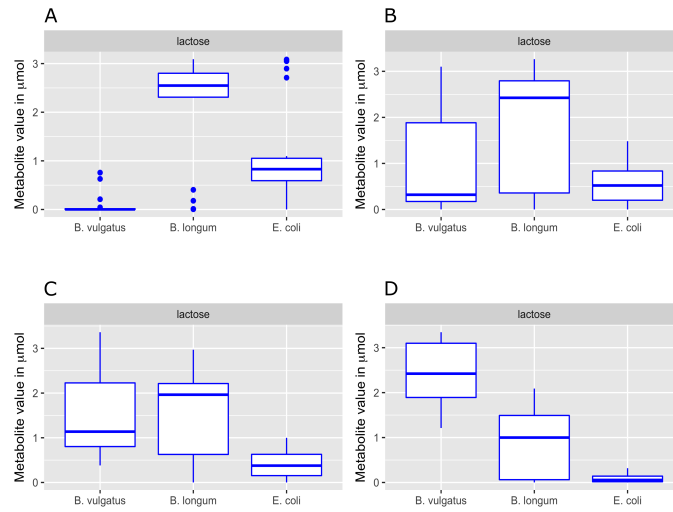 A
lactose
Metabolite value in μmol
3
2
1
0
B. vulgatus B. longum E. coli
B
lactose
Metabolite value in μmol
3
2
1
0
B. vulgatus B. longum E. coli
C
lactose
Metabolite value in μmol
3
2
1
0
B. vulgatus B. longum E. coli
D
lactose
Metabolite value in μmol
3
2
1
0
B. vulgatus B. longum E. coli